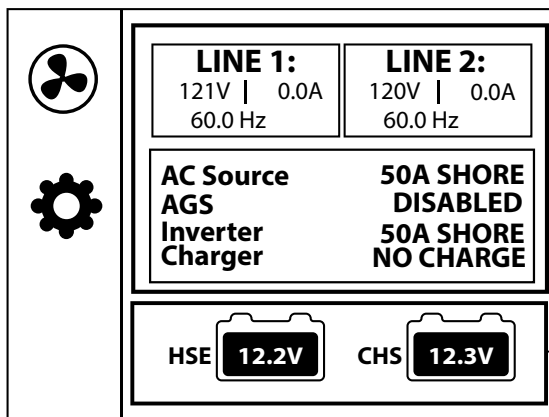 LINE 1:
121V | 0.0A
60.0 Hz
LINE 2:
120V | 0.0A
60.0 Hz
AC Source 50A SHORE
AGS DISABLED
Inverter 50A SHORE
Charger NO CHARGE
HSE 12.2V CHS 12.3V